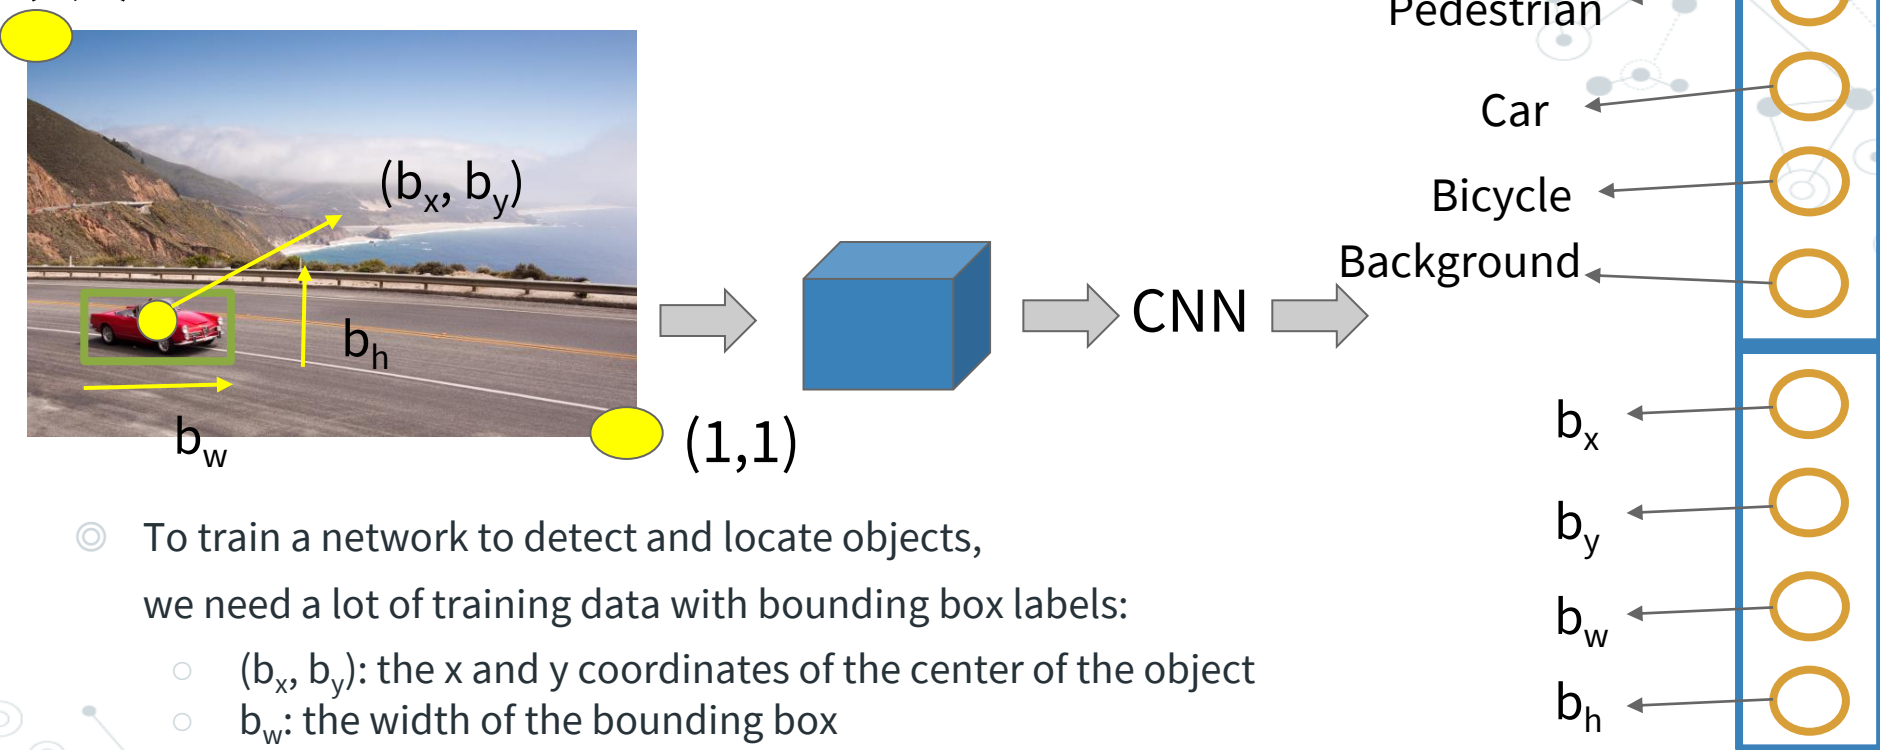 Pedestrian
Car
(bx, by)
Bicycle
Background
CNN
bh
bx
bw
(1,1)
by
To train a network to detect and locate objects,
we need a lot of training data with bounding box labels:
bw
(bx, by): the x and y coordinates of the center of the object
bh
bw: the width of the bounding box